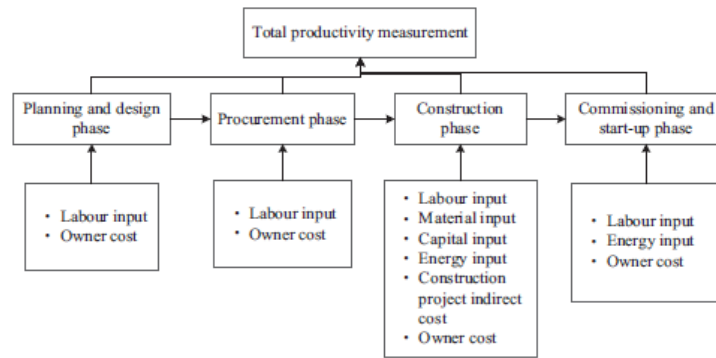 Total productivity measurement
Planning and design
phase
Procurement phase
Construction
phase
Commissioning and
start-up phase
• Labour input
• Owner cost
• Labour input
• Owner cost
• Labour input
• Material input
• Capital input
• Energy input
• Construction
project indirect
cost
• Owner cost
• Labour input
• Energy input
• Owner cost